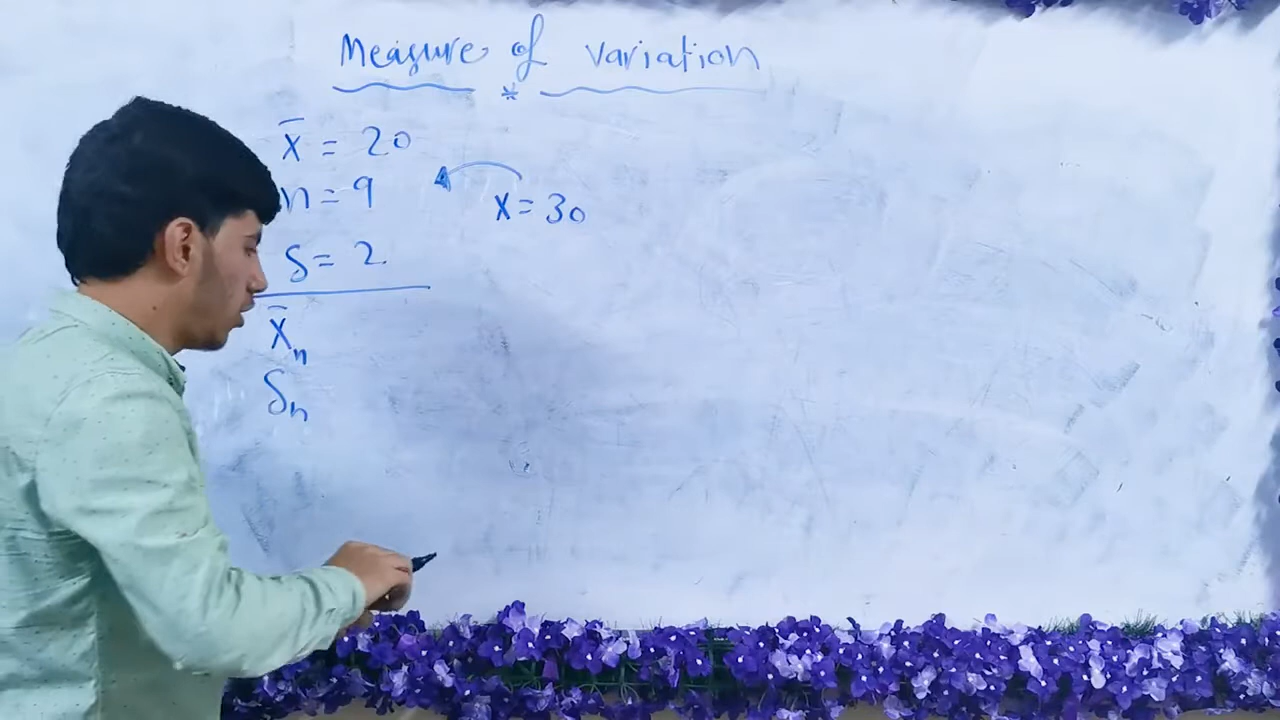 Measure of variation
*
x̄ = 20
n = 9
x = 30
S = 2
x̄n
Sn